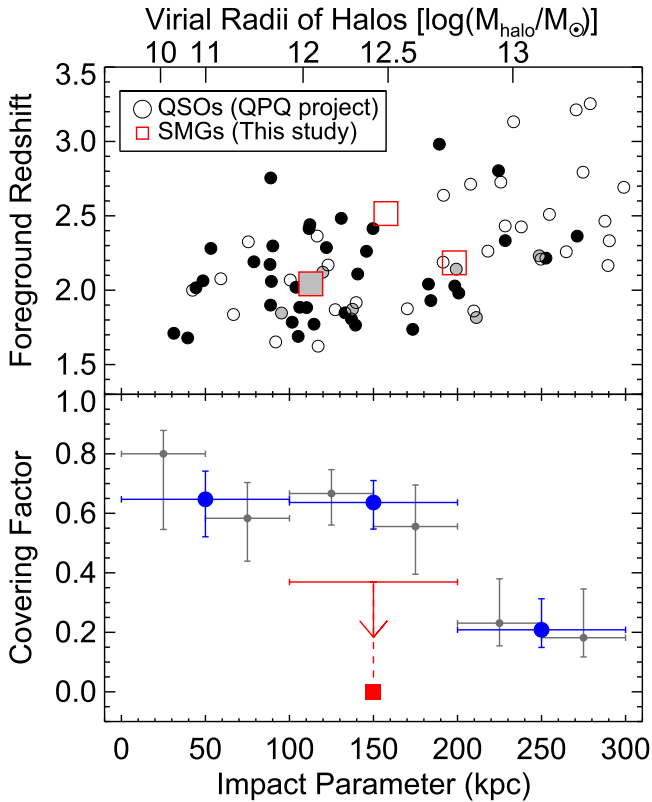 Virial Radii of Halos [log(M_halo/M_⊙)]
10 11 12 12.5 13
3.5
3.0
2.5
2.0
1.5
Foreground Redshift
QSOs (QPQ project)
SMGs (This study)
1.0
0.8
0.6
0.4
0.2
0.0
Covering Factor
0 50 100 150 200 250 300
Impact Parameter (kpc)